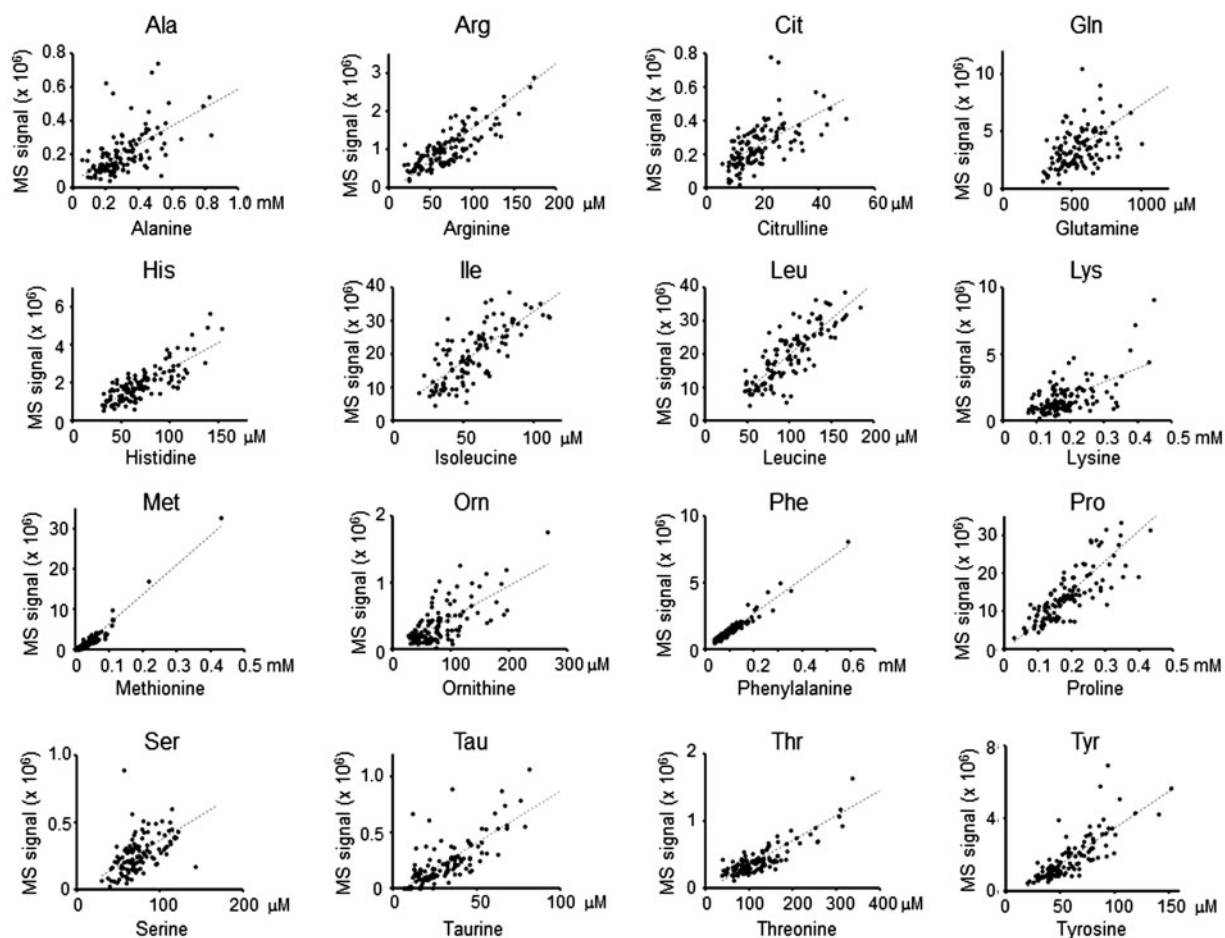 Ala
MS signal (x 10⁶)
0.8
0.6
0.4
0.2
0
0 0.2 0.4 0.6 0.8 1.0 mM
Alanine
Arg
MS signal (x 10⁶)
3
2
1
0
0 50 100 150 200 µM
Arginine
Cit
MS signal (x 10⁶)
0.8
0.6
0.4
0.2
0
0 20 40 60 µM
Citrulline
Gln
MS signal (x 10⁶)
10
5
0
0 500 1000 µM
Glutamine
His
MS signal (x 10⁶)
6
4
2
0
0 50 100 150 µM
Histidine
Ile
MS signal (x 10⁶)
40
30
20
10
0
0 50 100 µM
Isoleucine
Leu
MS signal (x 10⁶)
40
30
20
10
0
0 50 100 150 200 µM
Leucine
Lys
MS signal (x 10⁶)
10
5
0
0 0.1 0.2 0.3 0.4 0.5 mM
Lysine
Met
MS signal (x 10⁶)
30
20
10
0
0 0.1 0.2 0.3 0.4 0.5 mM
Methionine
Orn
MS signal (x 10⁶)
2
1
0
0 100 200 300 µM
Ornithine
Phe
MS signal (x 10⁶)
10
5
0
0 0.2 0.4 0.6 mM
Phenylalanine
Pro
MS signal (x 10⁶)
30
20
10
0
0 0.1 0.2 0.3 0.4 0.5 mM
Proline
Ser
MS signal (x 10⁶)
1.0
0.5
0
0 100 200 µM
Serine
Tau
MS signal (x 10⁶)
1.0
0.5
0
0 50 100 µM
Taurine
Thr
MS signal (x 10⁶)
2
1
0
0 100 200 300 400 µM
Threonine
Tyr
MS signal (x 10⁶)
8
4
0
0 50 100 150 µM
Tyrosine